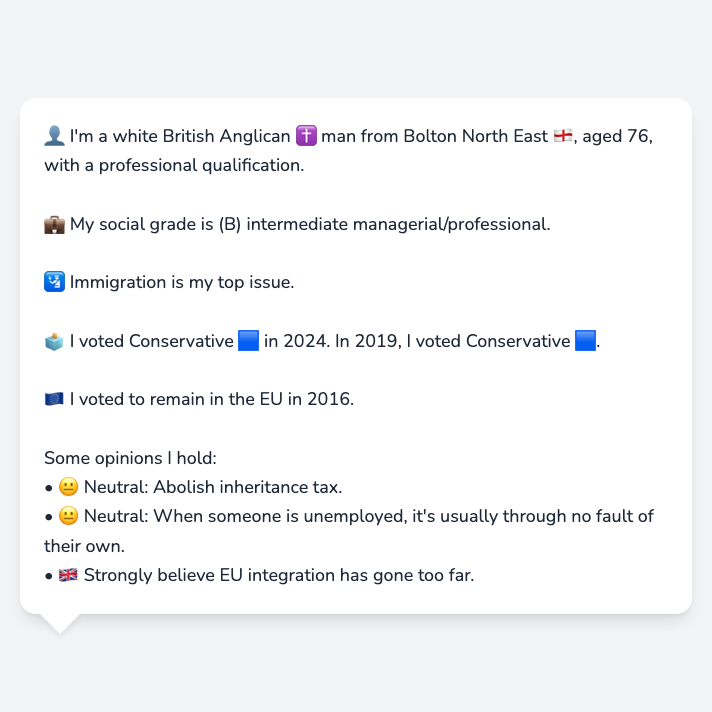 👤 I'm a white British Anglican ✝️ man from Bolton North East 🏴󠁧󠁢󠁥󠁮󠁧󠁿, aged 76,
with a professional qualification.
💼 My social grade is (B) intermediate managerial/professional.
🛂 Immigration is my top issue.
🗳️ I voted Conservative 🟦 in 2024. In 2019, I voted Conservative 🟦.
🇪🇺 I voted to remain in the EU in 2016.
Some opinions I hold:
• 😐 Neutral: Abolish inheritance tax.
• 😐 Neutral: When someone is unemployed, it's usually through no fault of
their own.
• 🇬🇧 Strongly believe EU integration has gone too far.